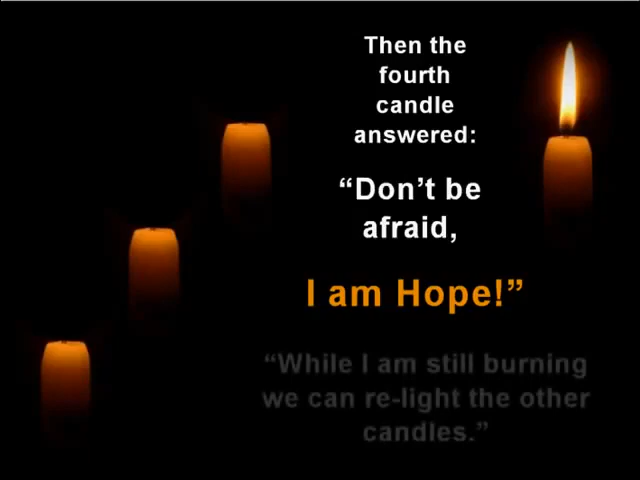 Then the
fourth
candle
answered:
“Don’t be
afraid,
I am Hope!”
“While I am still burning
we can re-light the other
candles.”